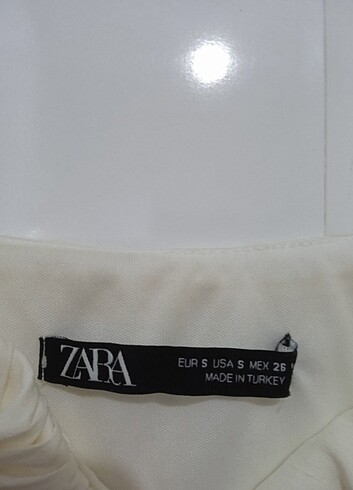 ZARA
EUR S USA S MEX 26
MADE IN TURKEY